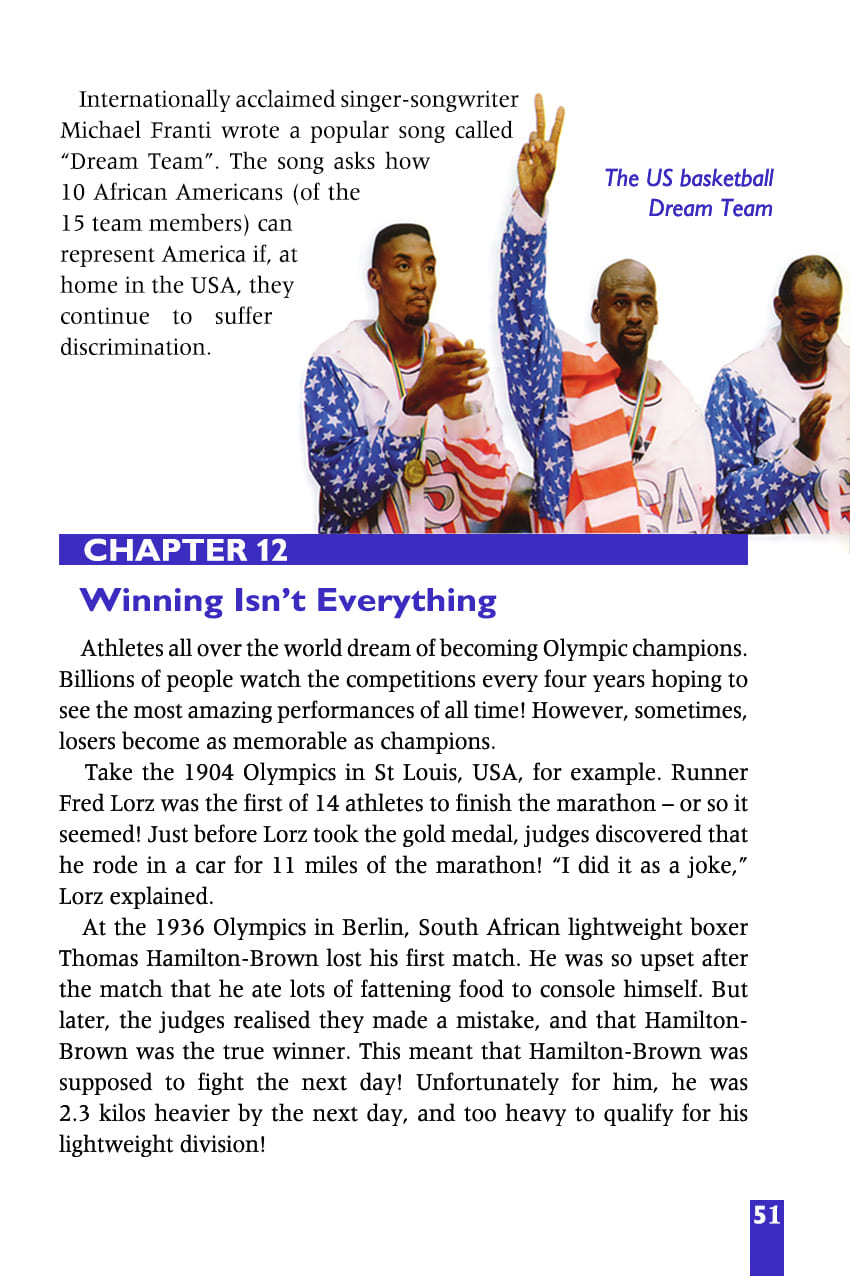 Internationally acclaimed singer-songwriter
Michael Franti wrote a popular song called
“Dream Team”. The song asks how
10 African Americans (of the
15 team members) can
represent America if, at
home in the USA, they
continue to suffer
discrimination.
The US basketball
Dream Team
CHAPTER 12
Winning Isn’t Everything
Athletes all over the world dream of becoming Olympic champions.
Billions of people watch the competitions every four years hoping to
see the most amazing performances of all time! However, sometimes,
losers become as memorable as champions.
Take the 1904 Olympics in St Louis, USA, for example. Runner
Fred Lorz was the first of 14 athletes to finish the marathon – or so it
seemed! Just before Lorz took the gold medal, judges discovered that
he rode in a car for 11 miles of the marathon! “I did it as a joke,”
Lorz explained.
At the 1936 Olympics in Berlin, South African lightweight boxer
Thomas Hamilton-Brown lost his first match. He was so upset after
the match that he ate lots of fattening food to console himself. But
later, the judges realised they made a mistake, and that Hamilton-
Brown was the true winner. This meant that Hamilton-Brown was
supposed to fight the next day! Unfortunately for him, he was
2.3 kilos heavier by the next day, and too heavy to qualify for his
lightweight division!
51